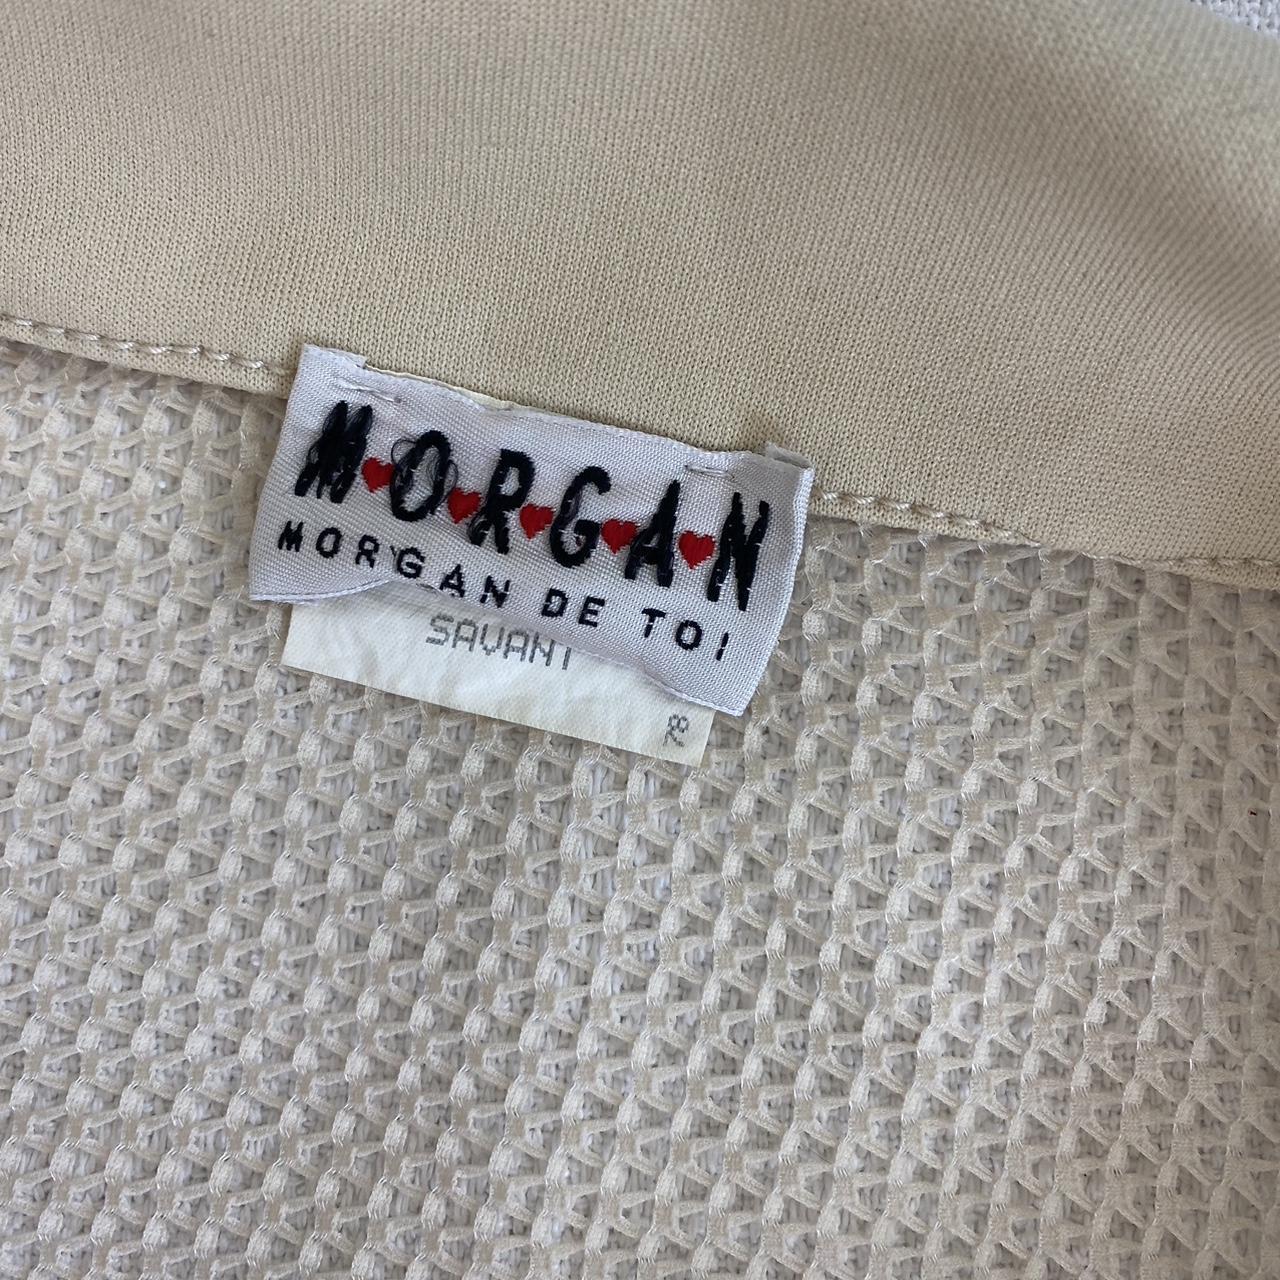 M♥O♥R♥G♥A♥N
MORGAN DE TOI
SAVANT